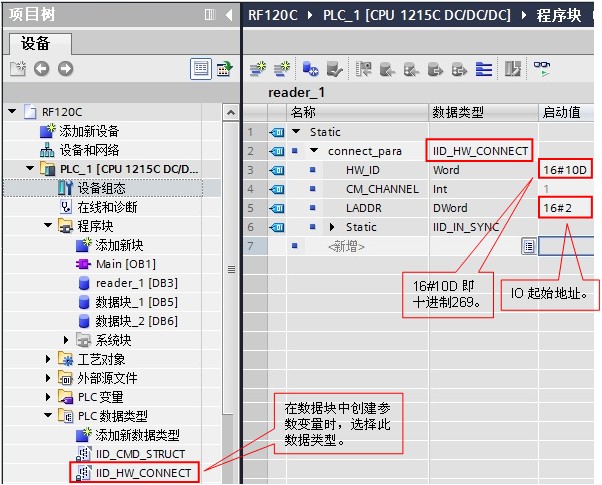 项目树
设备
RF120C
添加新设备
设备和网络
PLC_1 [CPU 1215C DC/D...
设备组态
在线和诊断
程序块
添加新块
Main [OB1]
reader_1 [DB3]
数据块_1 [DB5]
数据块_2 [DB6]
系统块
工艺对象
外部源文件
PLC 变量
PLC 数据类型
添加新数据类型
IID_CMD_STRUCT
IID_HW_CONNECT
RF120C ▸ PLC_1 [CPU 1215C DC/DC/DC] ▸ 程序块 ▸
reader_1
名称 数据类型 启动值
1 Static
2 connect_para IID_HW_CONNECT
3 HW_ID Word 16#10D
4 CM_CHANNEL Int 1
5 LADDR DWord 16#2
6 Static IID_IN_SYNC
7 <新增>
16#10D 即
十进制269。
IO 起始地址。
在数据块中创建参
数变量时，选择此
数据类型。